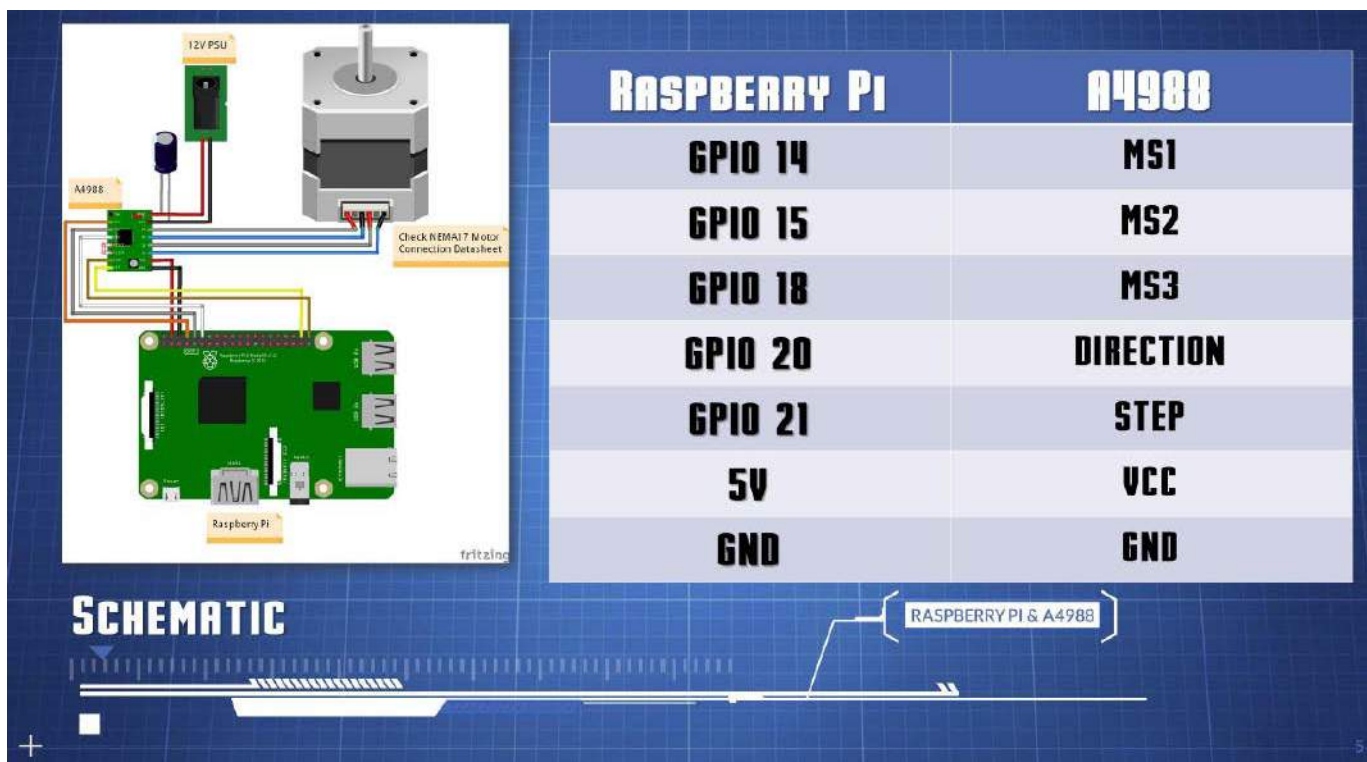 12V PSU
A4988
Check NEMA17 Motor
Connection Datasheet
Raspberry Pi
fritzing
RASPBERRY PI A4988
GPIO 14 MS1
GPIO 15 MS2
GPIO 18 MS3
GPIO 20 DIRECTION
GPIO 21 STEP
5V VCC
GND GND
SCHEMATIC
RASPBERRY PI & A4988
5